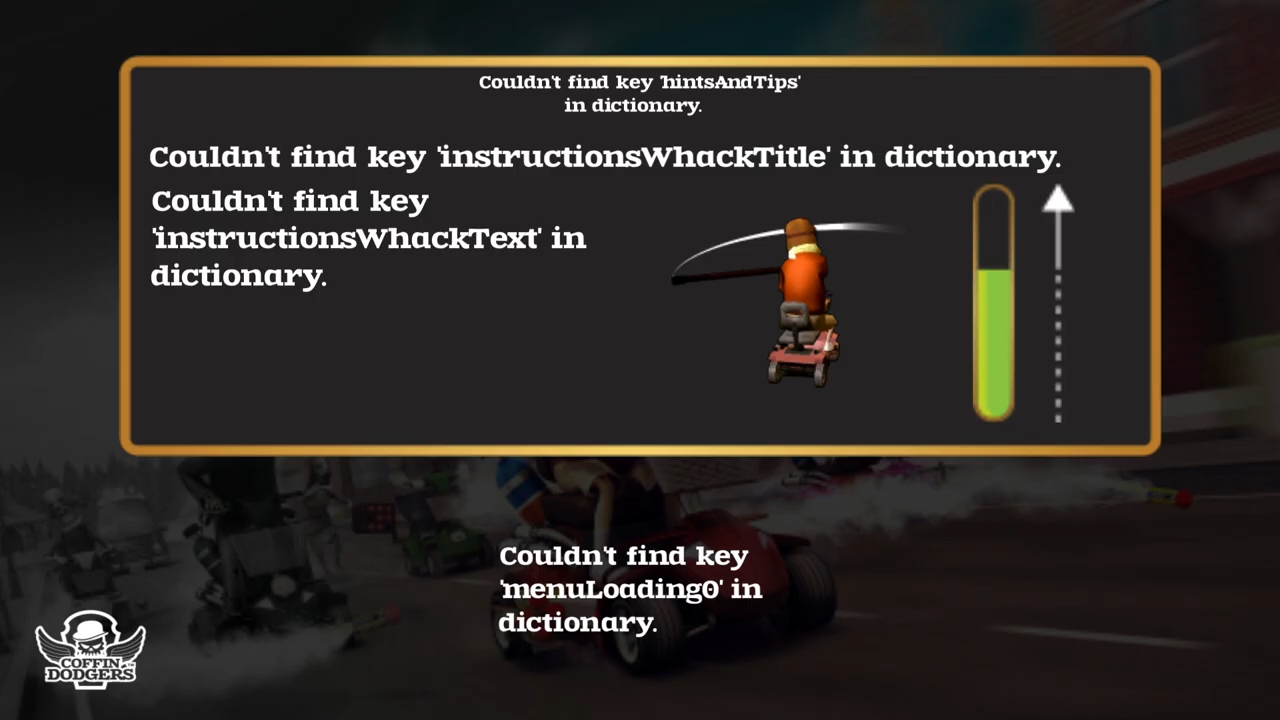 Couldn't find key 'hintsAndTips'
in dictionary.
Couldn't find key 'instructionsWhackTitle' in dictionary.
Couldn't find key
'instructionsWhackText' in
dictionary.
Couldn't find key
'menuLoading0' in
dictionary.
COFFIN
DODGERS